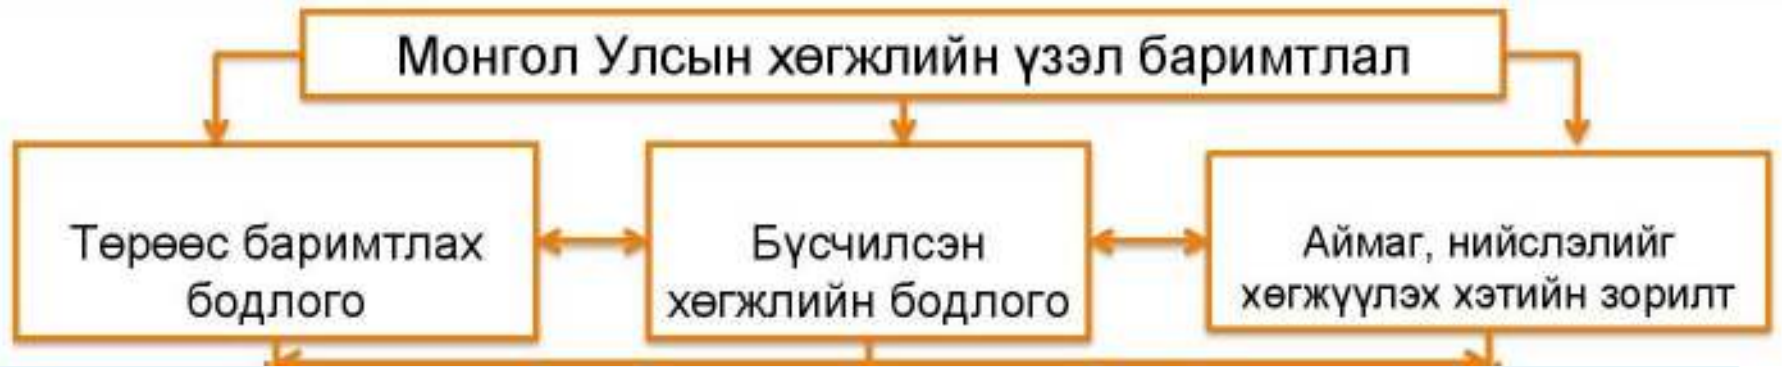 Монгол Улсын хөгжлийн үзэл баримтлал
Төрөөс баримтлах
бодлого
Бүсчилсэн
хөгжлийн бодлого
Аймаг, нийслэлийг
хөгжүүлэх хэтийн зорилт